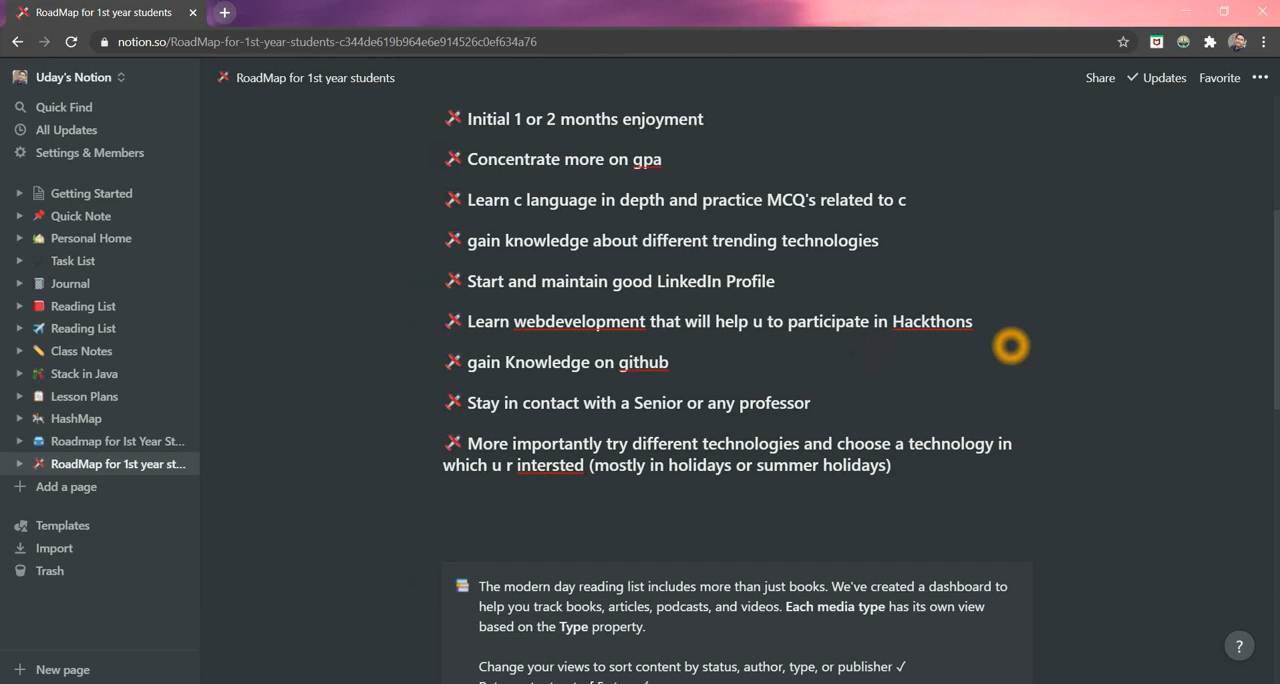 RoadMap for 1st year students
notion.so/RoadMap-for-1st-year-students-c344de619b964e6e914526c0ef634a76
Uday's Notion
RoadMap for 1st year students
Share
Updates
Favorite
Quick Find
All Updates
Settings & Members
Getting Started
Quick Note
Personal Home
Task List
Journal
Reading List
Reading List
Class Notes
Stack in Java
Lesson Plans
HashMap
Roadmap for Ist Year St...
RoadMap for 1st year st...
Add a page
Templates
Import
Trash
New page
Initial 1 or 2 months enjoyment
Concentrate more on gpa
Learn c language in depth and practice MCQ's related to c
gain knowledge about different trending technologies
Start and maintain good LinkedIn Profile
Learn webdevelopment that will help u to participate in Hackthons
gain Knowledge on github
Stay in contact with a Senior or any professor
More importantly try different technologies and choose a technology in
which u r intersted (mostly in holidays or summer holidays)
The modern day reading list includes more than just books. We've created a dashboard to
help you track books, articles, podcasts, and videos. Each media type has its own view
based on the Type property.
Change your views to sort content by status, author, type, or publisher ✓
?